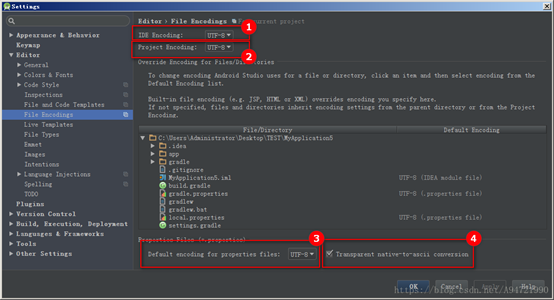 Settings
Editor > File Encodings
For current project
1
IDE Encoding: UTF-8
Project Encoding: UTF-8
2
Appearance & Behavior
Keymap
Editor
General
Colors & Fonts
Code Style
Inspections
File and Code Templates
File Encodings
Live Templates
File Types
Emmet
Images
Intentions
Language Injections
Spelling
TODO
Plugins
Version Control
Build, Execution, Deployment
Languages & Frameworks
Tools
Other Settings
Override Encoding for Files/Directories
To change encoding Android Studio uses for a file or directory, click an item and then select encoding from the
Default Encoding list.
Built-in file encoding (e.g. JSP, HTML or XML) overrides encoding you specify here.
If not specified, files and directories inherit encoding settings from the parent directory or from the Project
Encoding.
File/Directory Default Encoding
C:\Users\Administrator\Desktop\TEST\MyApplication5
.idea
app
gradle
.gitignore
MyApplication5.iml UTF-8 (IDEA module file)
build.gradle
gradle.properties UTF-8 (.properties file)
gradlew
gradlew.bat
local.properties UTF-8 (.properties file)
settings.gradle
Properties Files (*.properties)
3
4
Default encoding for properties files: UTF-8
Transparent native-to-ascii conversion
OK
Cancel
Apply
Help